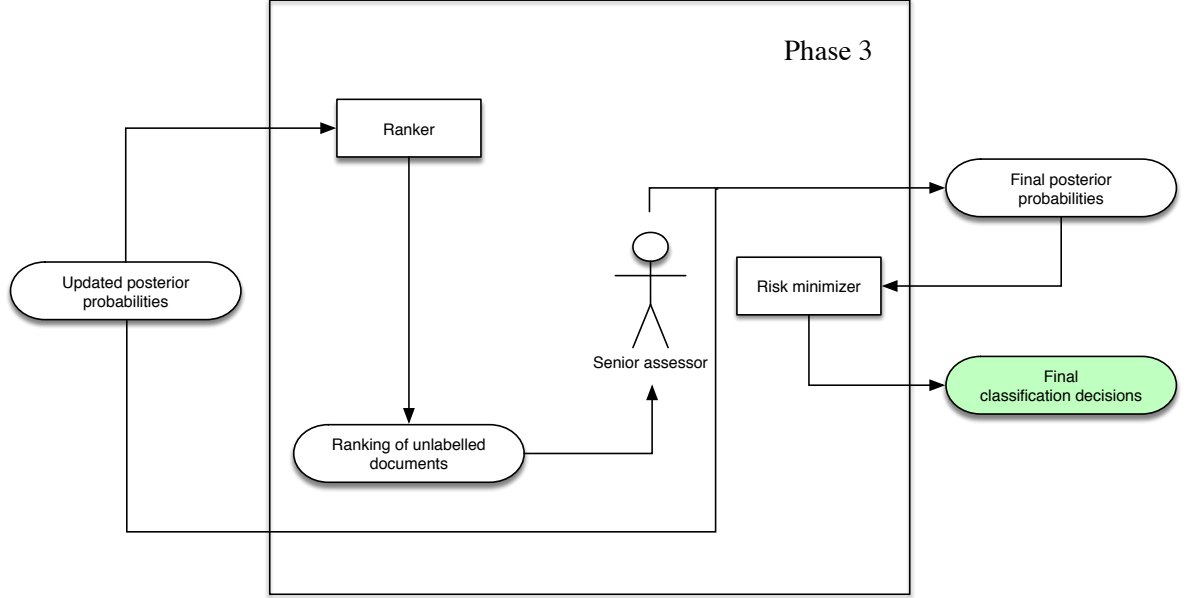 Phase 3
Ranker
Final posterior
probabilities
Updated posterior
probabilities
Risk minimizer
Senior assessor
Final
classification decisions
Ranking of unlabelled
documents